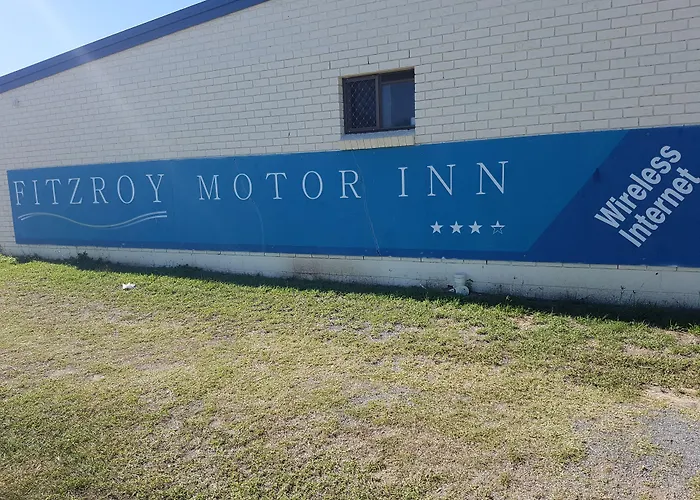 FITZROY MOTOR INN
Wireless
Internet